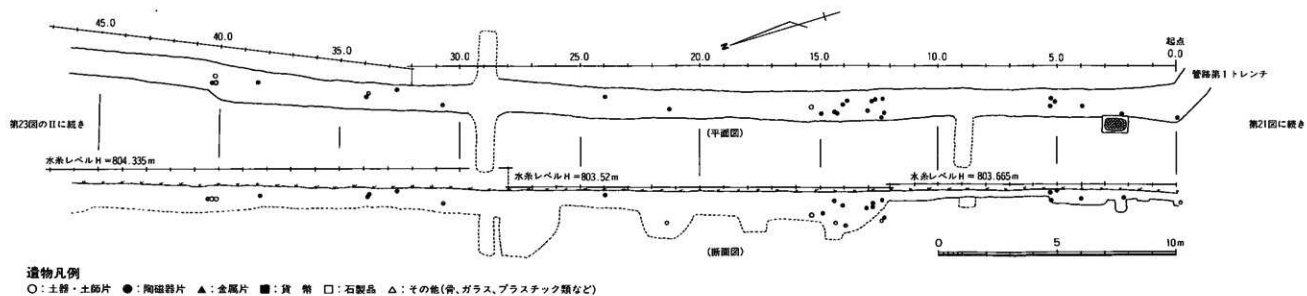 45.0
40.0
35.0
30.0
25.0
20.0
15.0
10.0
5.0
起点
0.0
管路第1トレンチ
第23図のIIに続き
(平面図)
第21図に続き
水糸レベルH=804.335m
水糸レベルH=803.52m
水糸レベルH=803.665m
(断面図)
0 5 10m
遺物凡例
○:土器・土師片 ●:陶磁器片 ▲:金属片 ■:貨 幣 □:石製品 △:その他(骨、ガラス、プラスチック類など)